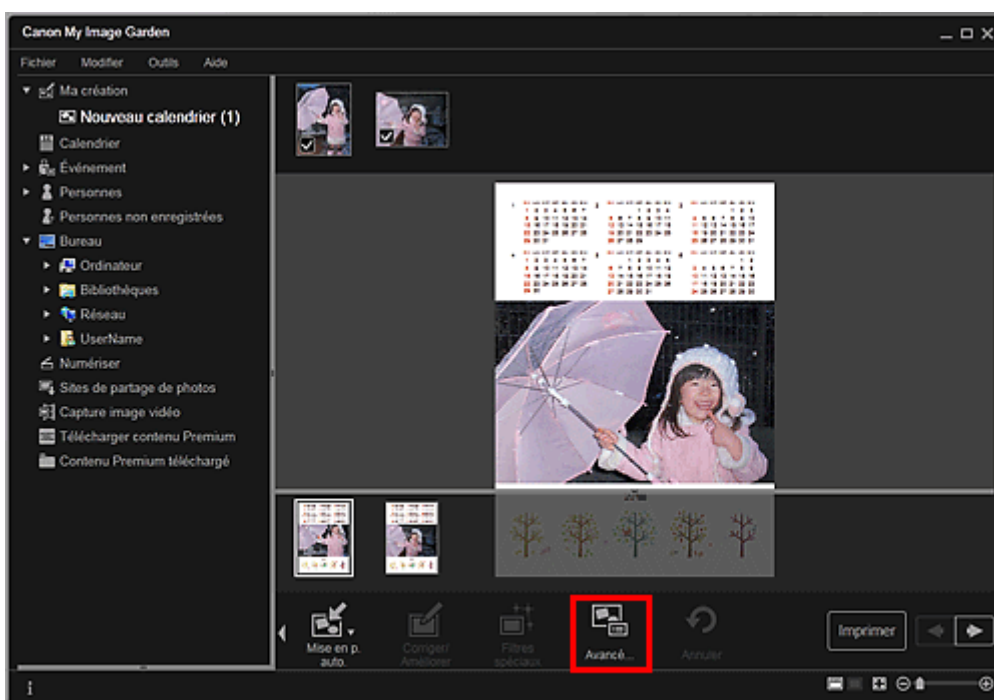 Canon My Image Garden
Fichier Modifier Outils Aide
Ma création
Nouveau calendrier (1)
Calendrier
Événement
Personnes
Personnes non enregistrées
Bureau
Ordinateur
Bibliothèques
Réseau
UserName
Numériser
Sites de partage de photos
Capture image vidéo
Télécharger contenu Premium
Contenu Premium téléchargé
Mise en p.
auto.
Corriger/
Améliorer
Filtres
spéciaux
Avancé...
Annuler
Imprimer